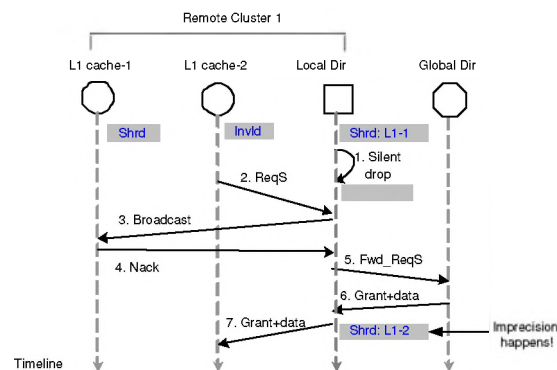 Remote Cluster 1
L1 cache-1
L1 cache-2
Local Dir
Global Dir
Shrd
Invld
Shrd: L1-1
1. Silent
drop
2. ReqS
3. Broadcast
4. Nack
5. Fwd_ReqS
6. Grant+data
7. Grant+data
Shrd: L1-2
Imprecision
happens!
Timeline